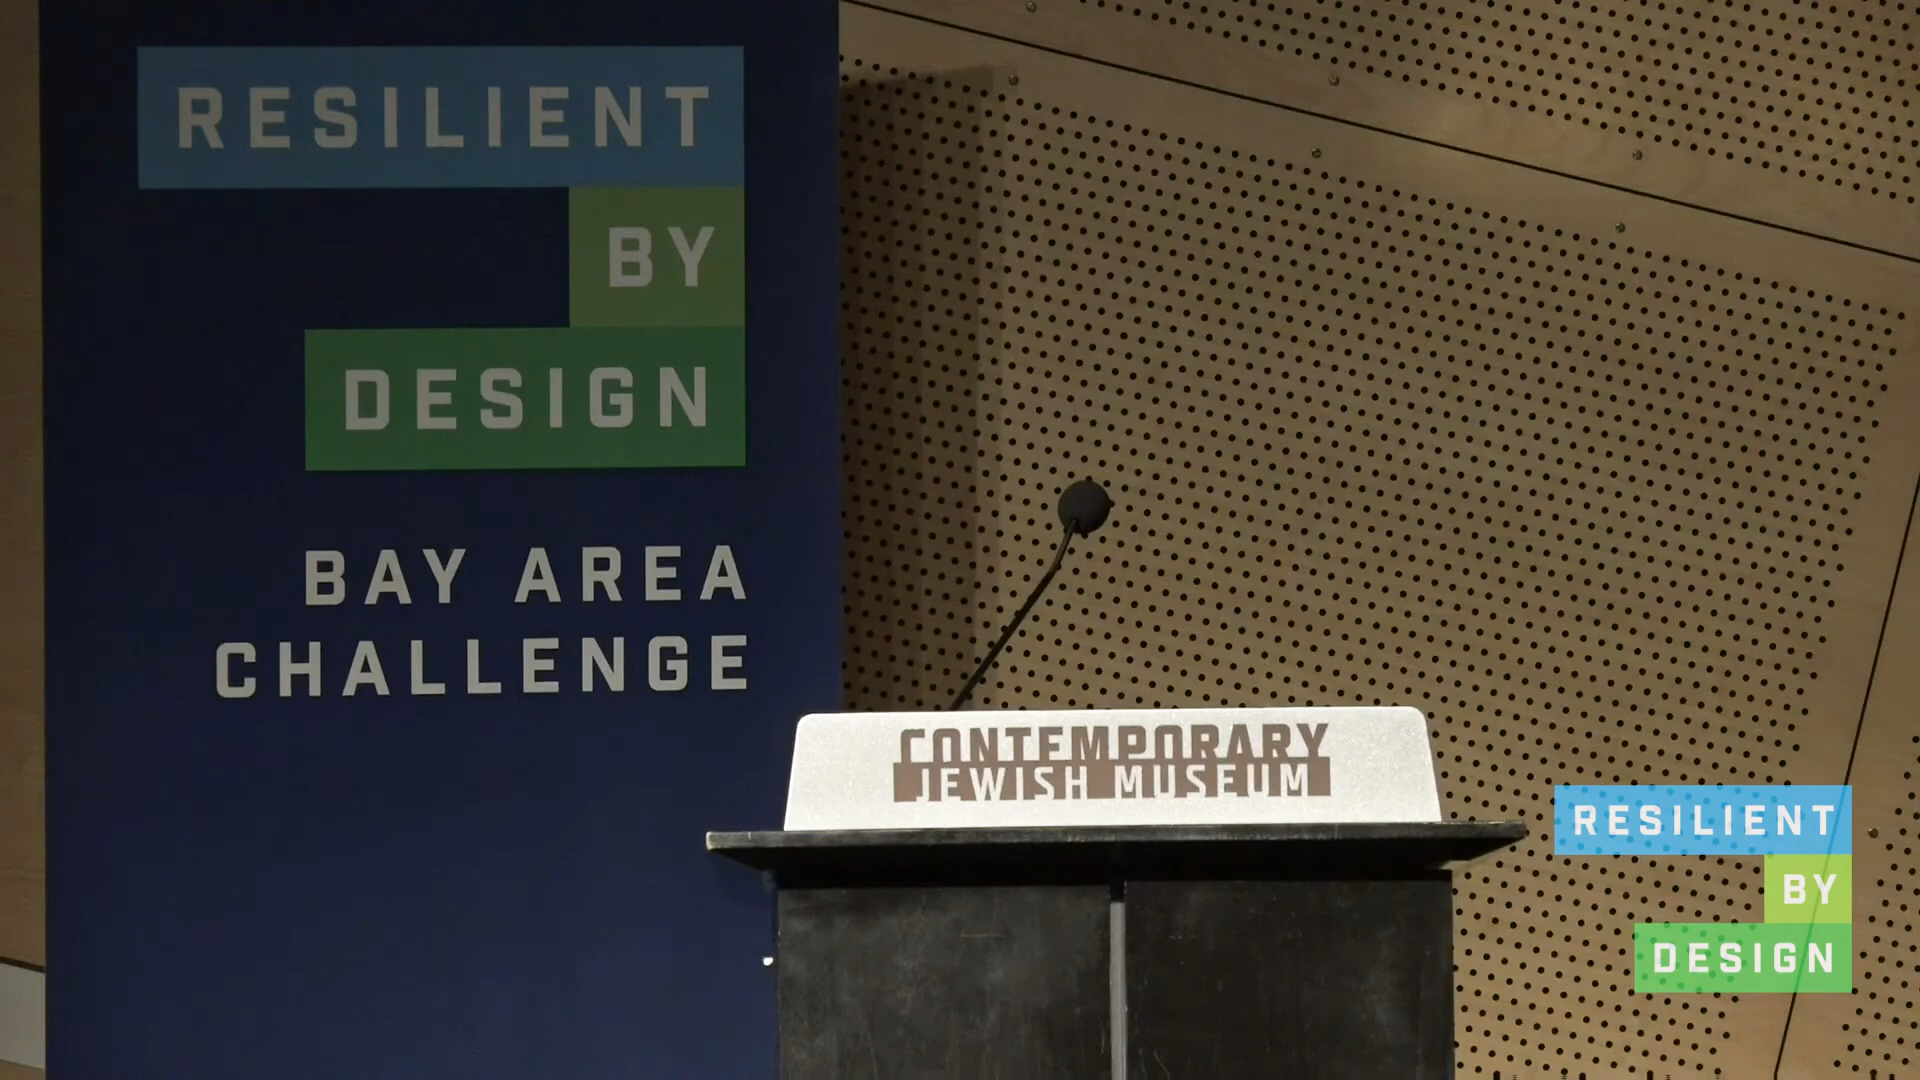 RESILIENT
BY
DESIGN
BAY AREA
CHALLENGE
CONTEMPORARY
JEWISH MUSEUM
RESILIENT
BY
DESIGN